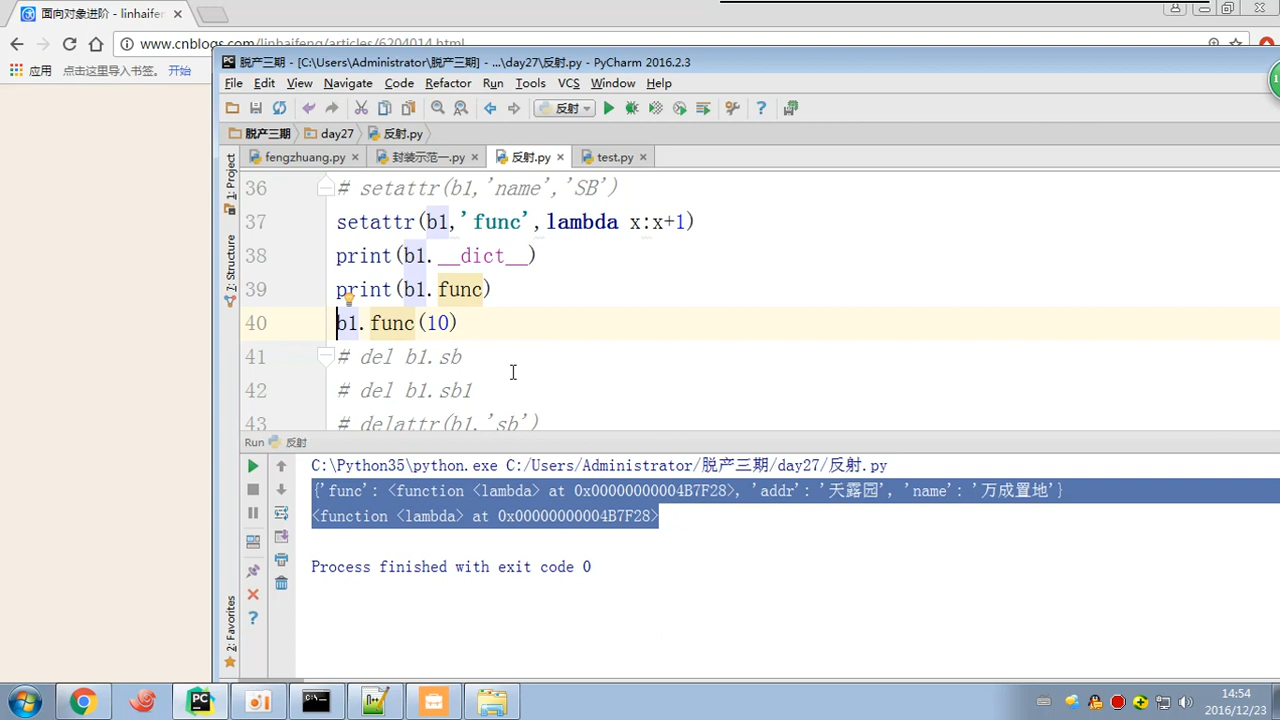 面向对象进阶 - linhaifen
www.cnblogs.com/linhaifeng/articles/6204014.html
应用 点击这里导入书签。 开始
脱产三期 - [C:\Users\Administrator\脱产三期] - ...\day27\反射.py - PyCharm 2016.2.3
File Edit View Navigate Code Refactor Run Tools VCS Window Help
反射
脱产三期 day27 反射.py
fengzhuang.py 封装示范一.py 反射.py test.py
1: Project
7: Structure
2: Favorites
36 # setattr(b1,'name','SB')
37 setattr(b1,'func',lambda x:x+1)
38 print(b1.__dict__)
39 print(b1.func)
40 b1.func(10)
41 # del b1.sb
42 # del b1.sb1
43 # delattr(b1,'sb')
Run 反射
C:\Python35\python.exe C:/Users/Administrator/脱产三期/day27/反射.py
{'func': <function <lambda> at 0x00000000004B7F28>, 'addr': '天露园', 'name': '万成置地'}
<function <lambda> at 0x00000000004B7F28>
Process finished with exit code 0
14:54
2016/12/23